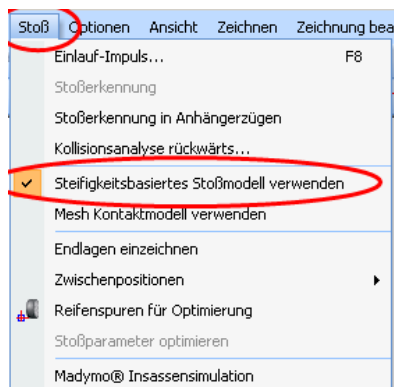 Stoß Optionen Ansicht Zeichnen Zeichnung bea
Einlauf-Impuls... F8
Stoßerkennung
Stoßerkennung in Anhängerzügen
Kollisionsanalyse rückwärts...
Steifigkeitsbasiertes Stoßmodell verwenden
Mesh Kontaktmodell verwenden
Endlagen einzeichnen
Zwischenpositionen
Reifenspuren für Optimierung
Stoßparameter optimieren
Madymo® Insassensimulation